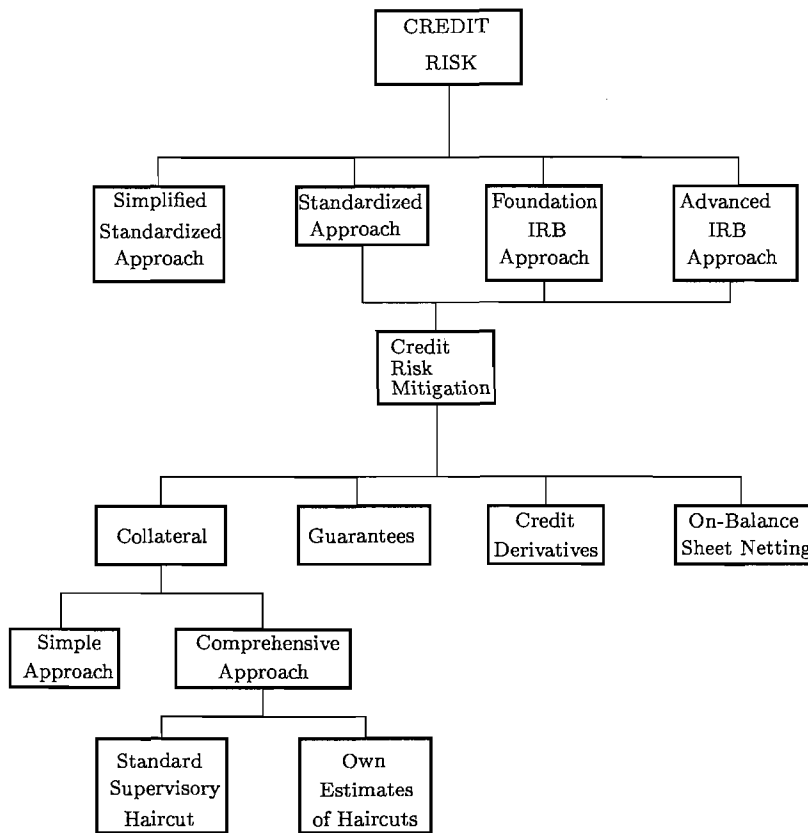 CREDIT
RISK
Simplified
Standardized
Approach
Standardized
Approach
Foundation
IRB
Approach
Advanced
IRB
Approach
Credit
Risk
Mitigation
Collateral
Guarantees
Credit
Derivatives
On-Balance
Sheet Netting
Simple
Approach
Comprehensive
Approach
Standard
Supervisory
Haircut
Own
Estimates
of Haircuts